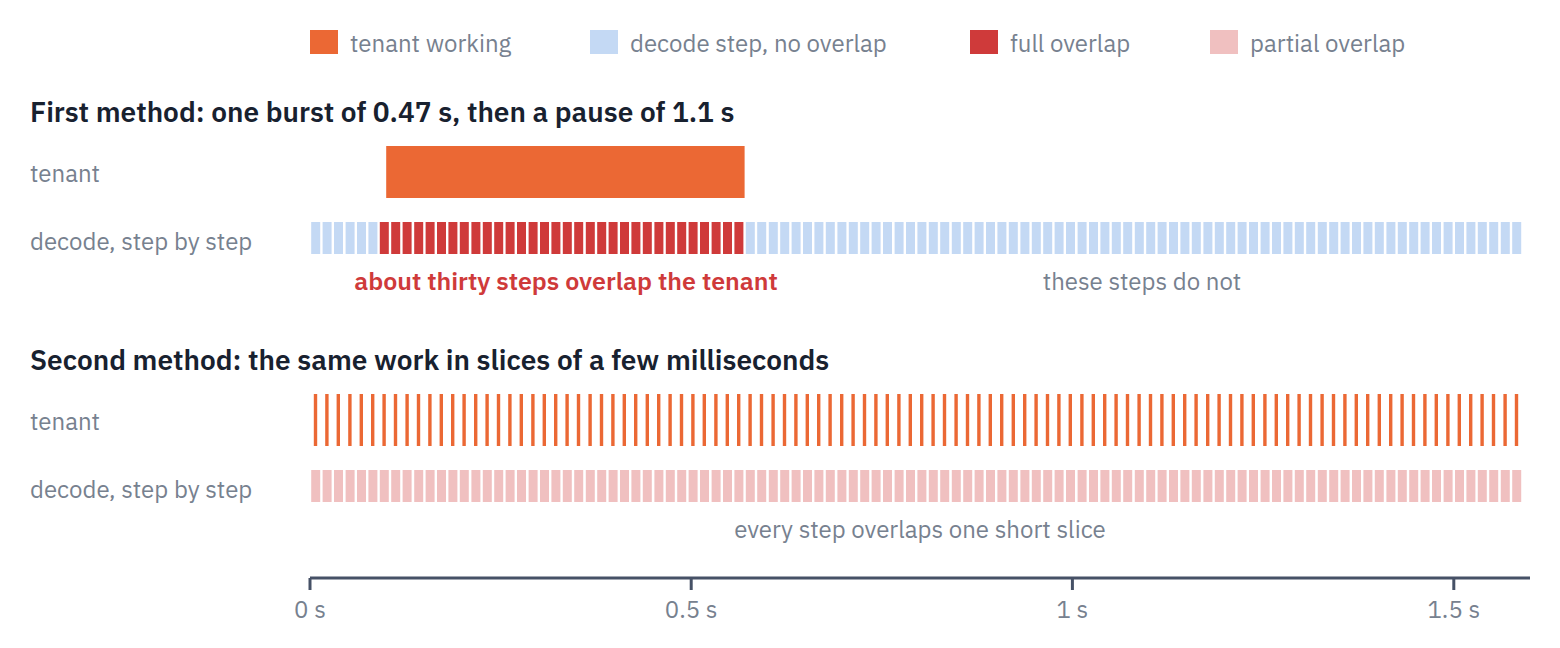 tenant working decode step, no overlap full overlap partial overlap
First method: one burst of 0.47 s, then a pause of 1.1 s
tenant
decode, step by step
about thirty steps overlap the tenant these steps do not
Second method: the same work in slices of a few milliseconds
tenant
decode, step by step
every step overlaps one short slice
0 s 0.5 s 1 s 1.5 s